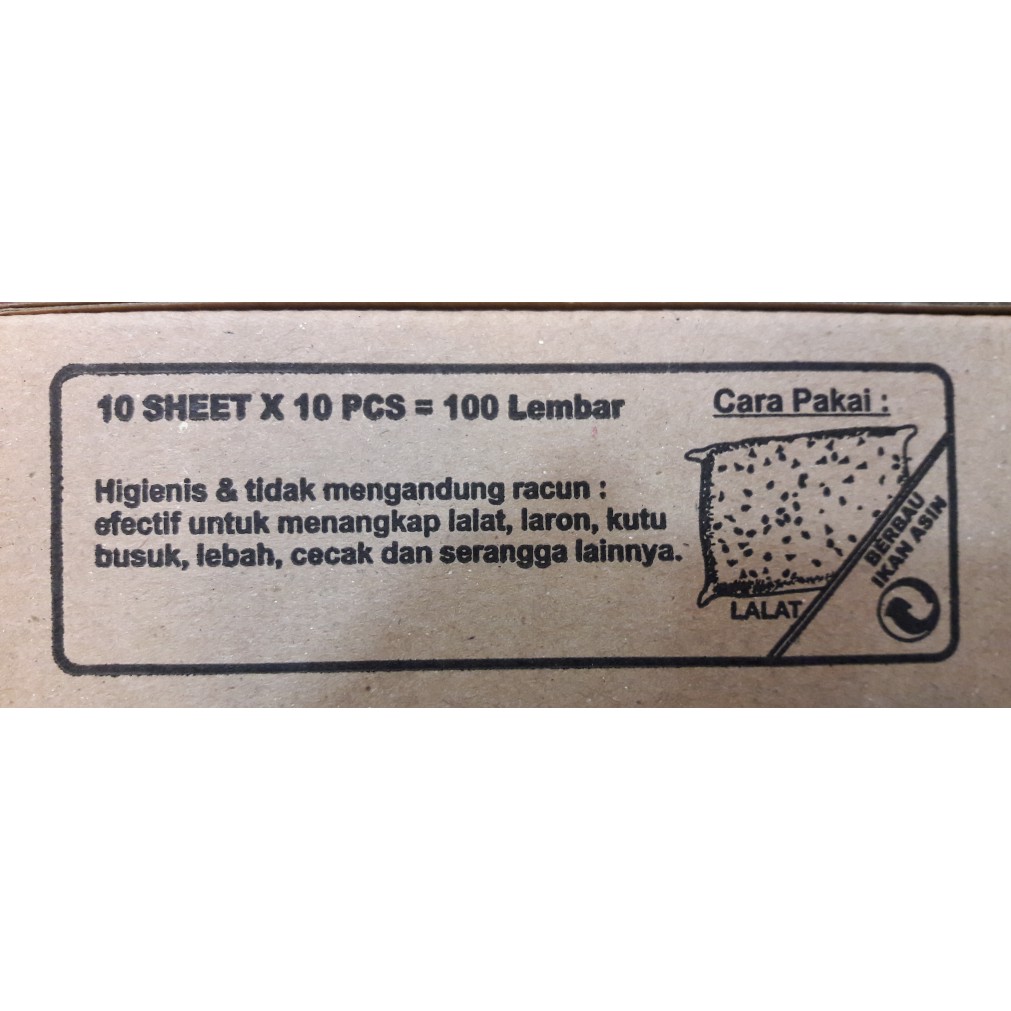 10 SHEET X 10 PCS = 100 Lembar
Higienis & tidak mengandung racun :
efectif untuk menangkap lalat, laron, kutu
busuk, lebah, cecak dan serangga lainnya.
Cara Pakai :
LALAT
BERBAU
IKAN ASIN